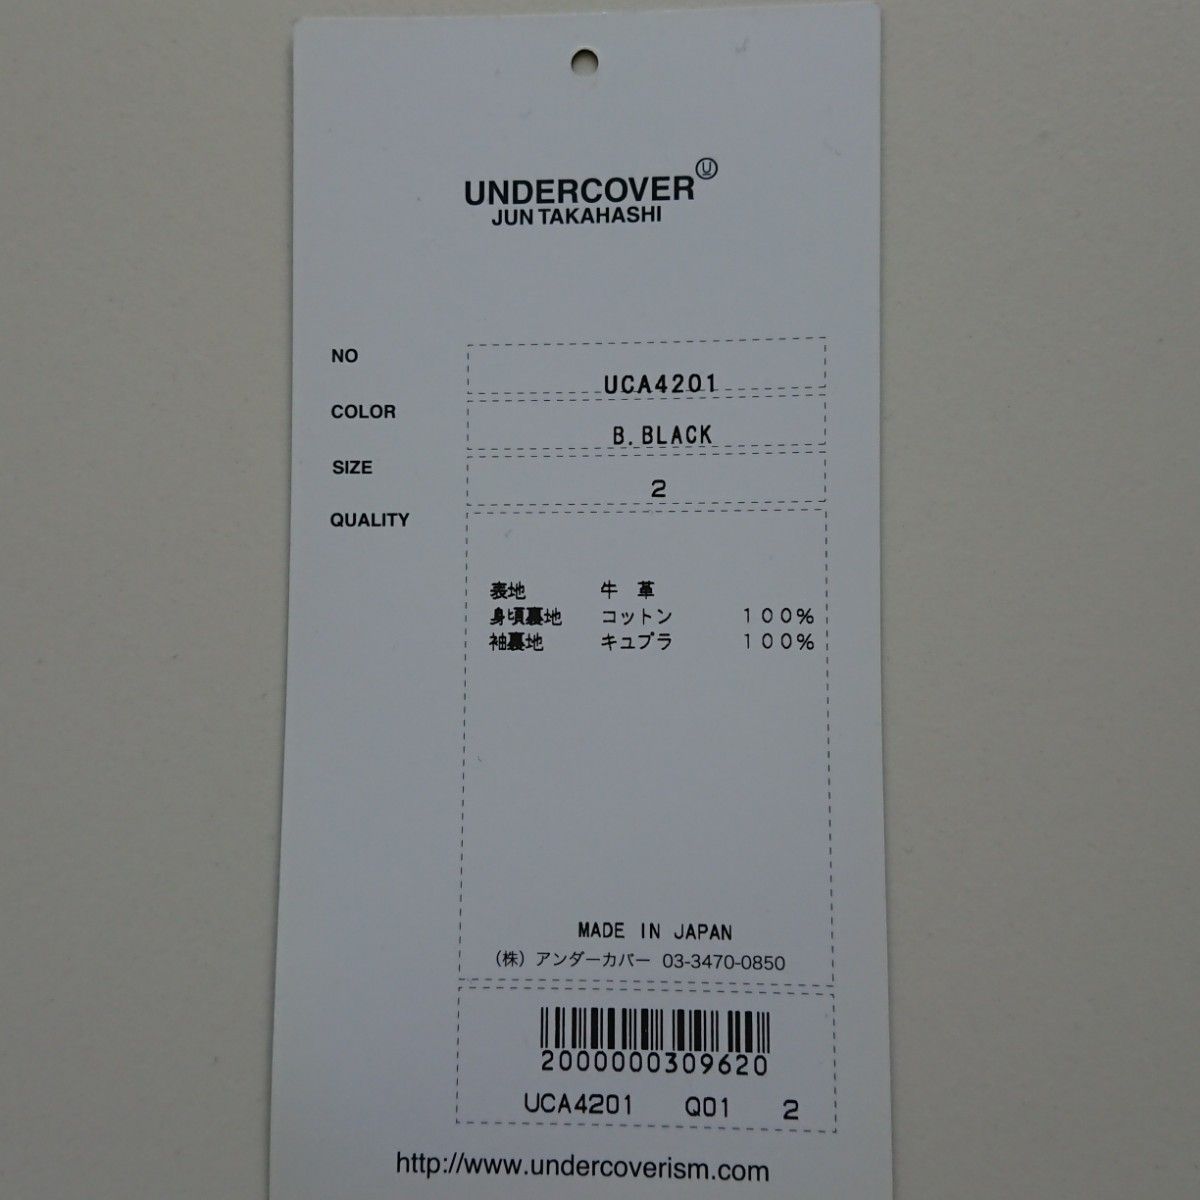 UNDERCOVER Ⓤ
JUN TAKAHASHI
NO UCA4201
COLOR B. BLACK
SIZE 2
QUALITY
表地 牛 革
身頃裏地 コットン 100%
袖裏地 キュプラ 100%
MADE IN JAPAN
(株) アンダーカバー 03-3470-0850
2000000309620
UCA4201 Q01 2
http://www.undercoverism.com